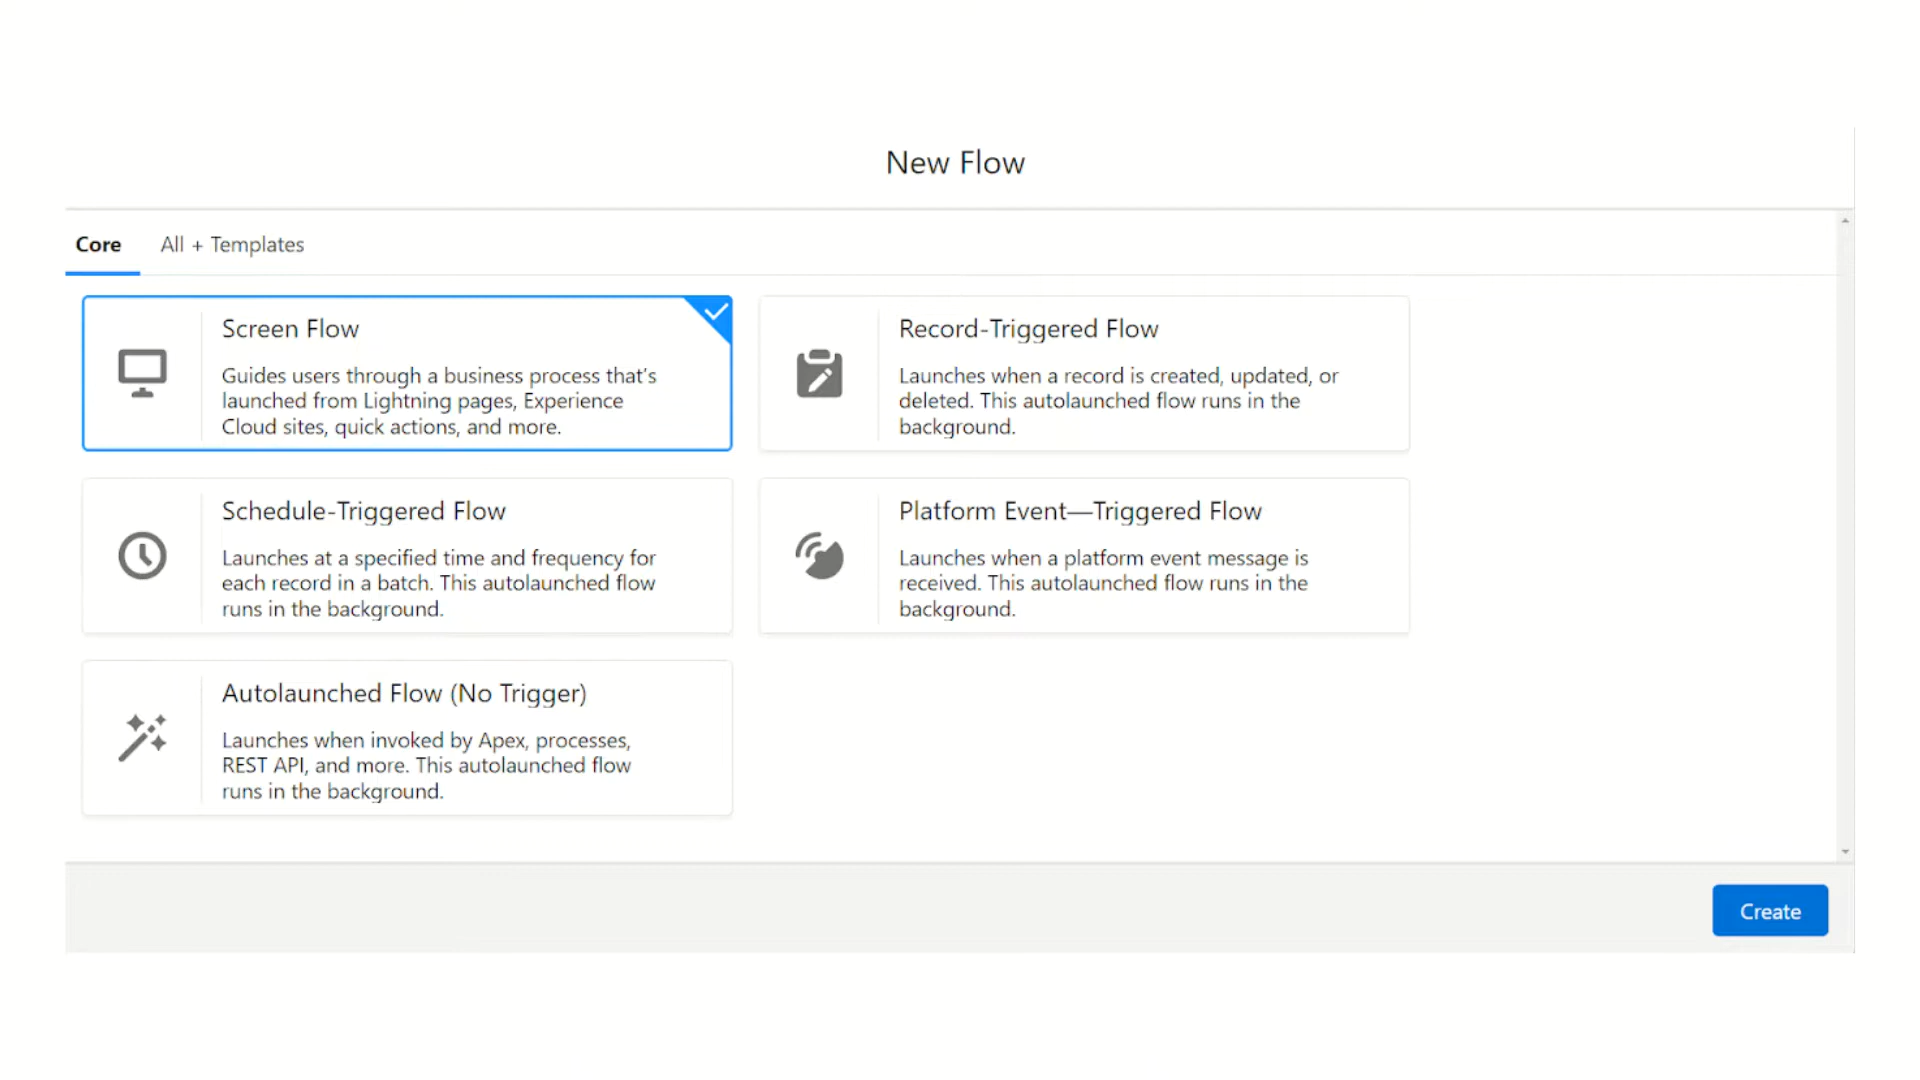 New Flow
Core
All + Templates
Screen Flow
Guides users through a business process that's
launched from Lightning pages, Experience
Cloud sites, quick actions, and more.
Record-Triggered Flow
Launches when a record is created, updated, or
deleted. This autolaunched flow runs in the
background.
Schedule-Triggered Flow
Launches at a specified time and frequency for
each record in a batch. This autolaunched flow
runs in the background.
Platform Event—Triggered Flow
Launches when a platform event message is
received. This autolaunched flow runs in the
background.
Autolaunched Flow (No Trigger)
Launches when invoked by Apex, processes,
REST API, and more. This autolaunched flow
runs in the background.
Create